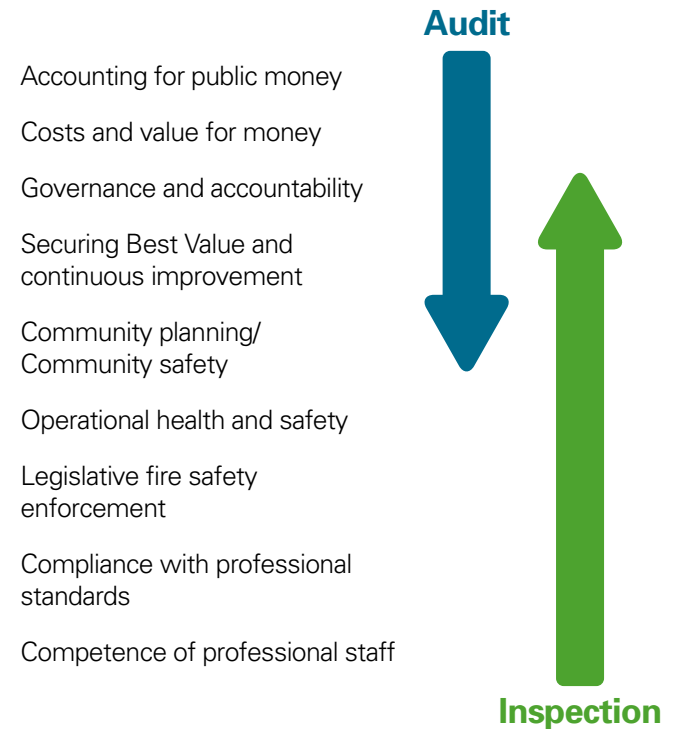 Audit
Accounting for public money
Costs and value for money
Governance and accountability
Securing Best Value and
continuous improvement
Community planning/
Community safety
Operational health and safety
Legislative fire safety
enforcement
Compliance with professional
standards
Competence of professional staff
Inspection